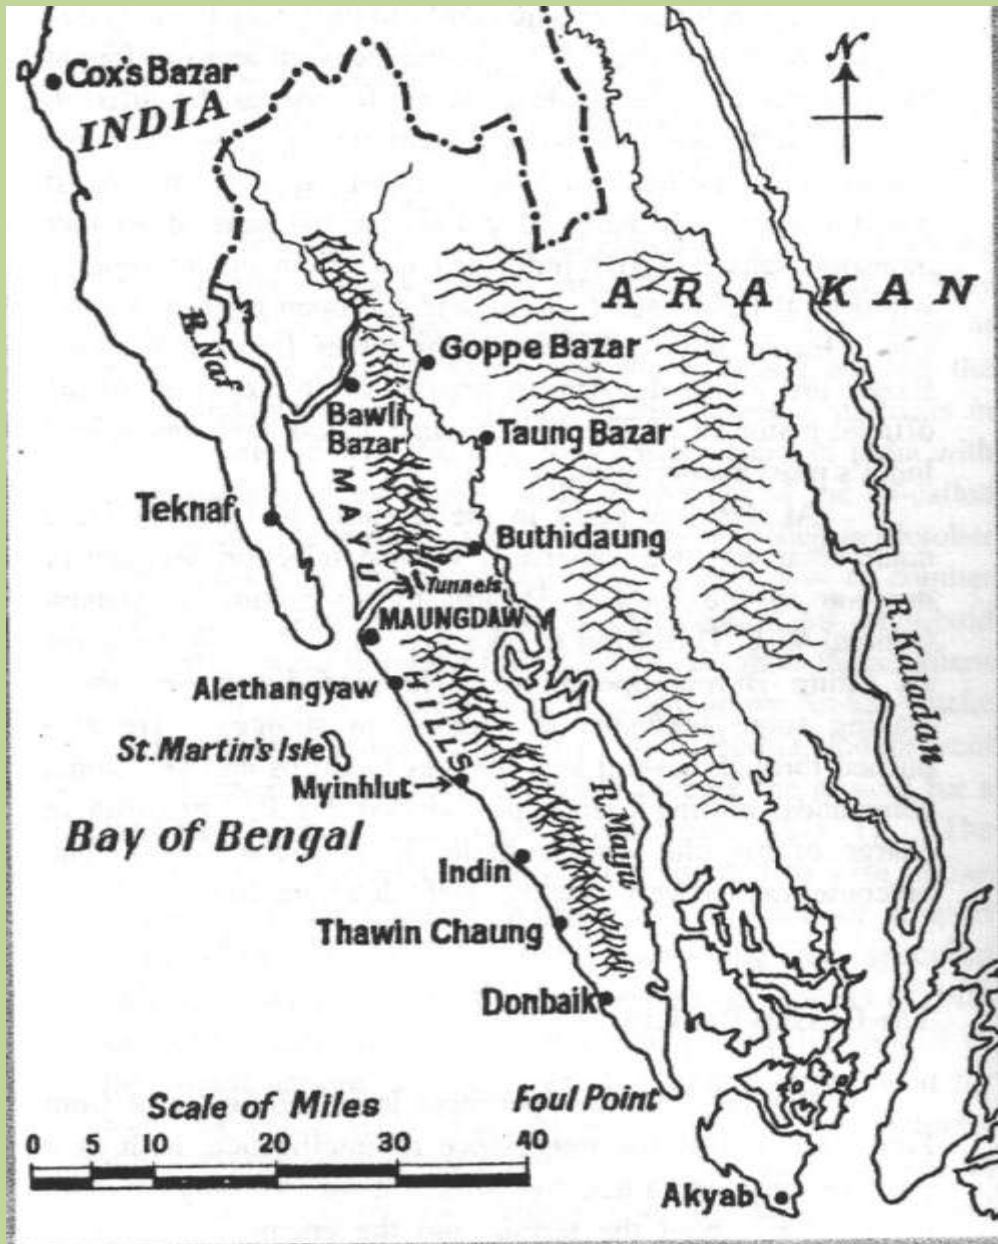 N
Cox's Bazar
INDIA
ARAKAN
R. Naf
Goppe Bazar
Bawli
Bazar
Taung Bazar
Teknaf
Buthidaung
Tunnels
MAYU HILLS
MAUNGDAW
R. Kaladan
Alethangyaw
St. Martin's Isle
Myinhlut
R. Mayu
Bay of Bengal
Indin
Thawin Chaung
Donbaik
Scale of Miles
Foul Point
0 5 10 20 30 40
Akyab